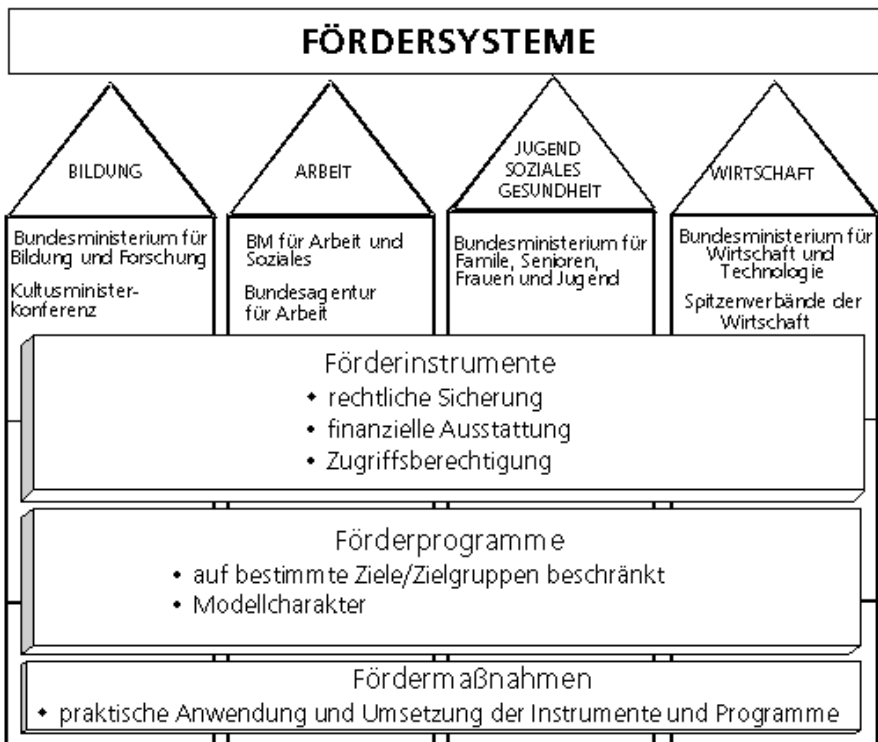 FÖRDERSYSTEME
BILDUNG
Bundesministerium für
Bildung und Forschung
Kultusminister-
konferenz
ARBEIT
BM für Arbeit und
Soziales
Bundesagentur
für Arbeit
JUGEND
SOZIALES
GESUNDHEIT
Bundesministerium für
Famile, Senioren,
Frauen und Jugend
WIRTSCHAFT
Bundesministerium für
Wirtschaft und
Technologie
Spitzenverbände der
Wirtschaft
Förderinstrumente
• rechtliche Sicherung
• finanzielle Ausstattung
• Zugriffsberechtigung
Förderprogramme
• auf bestimmte Ziele/Zielgruppen beschränkt
• Modellcharakter
Fördermaßnahmen
• praktische Anwendung und Umsetzung der Instrumente und Programme